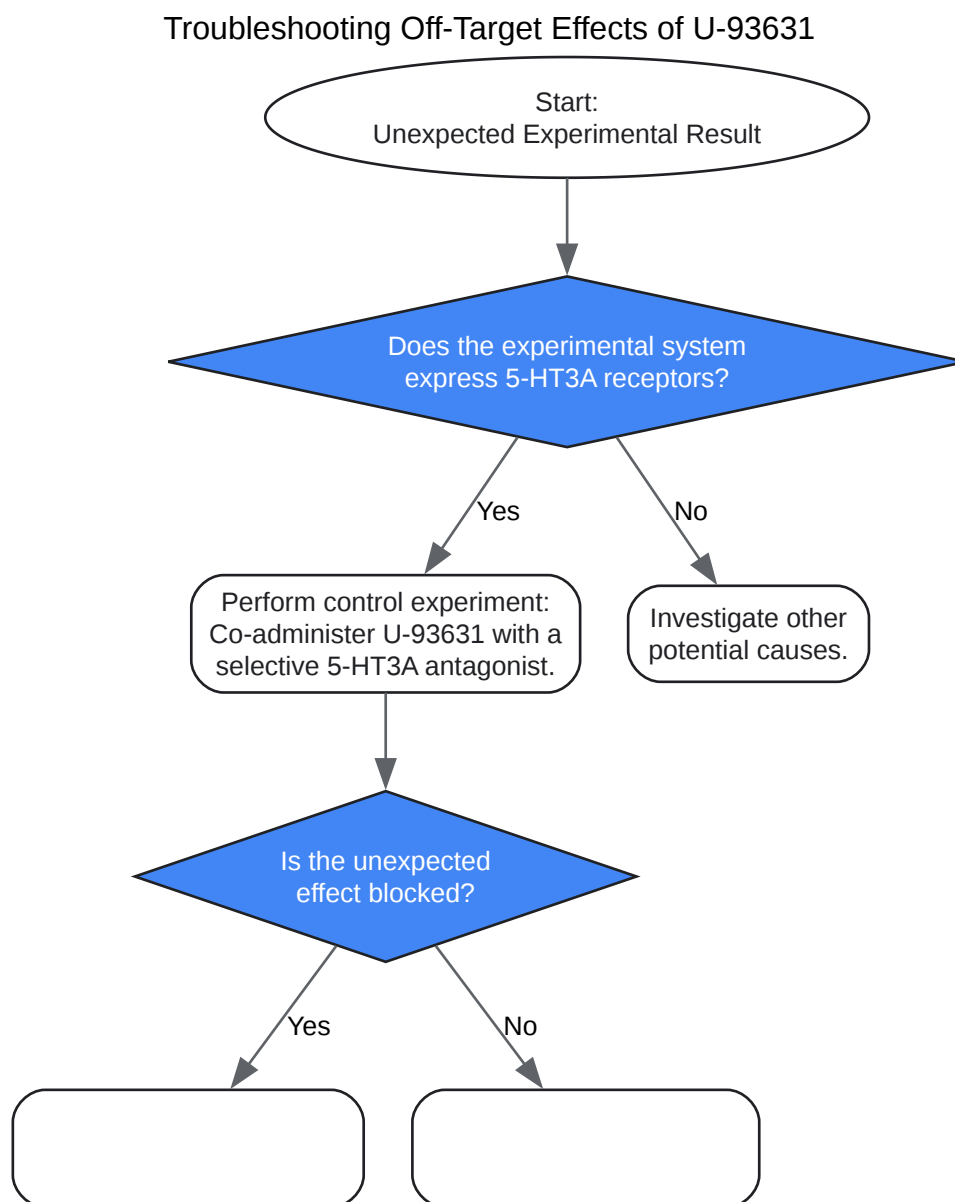 Troubleshooting Off-Target Effects of U-93631
Start:
Unexpected Experimental Result
Does the experimental system
express 5-HT3A receptors?
Yes
No
Perform control experiment:
Co-administer U-93631 with a
selective 5-HT3A antagonist.
Investigate other
potential causes.
Is the unexpected
effect blocked?
Yes
No